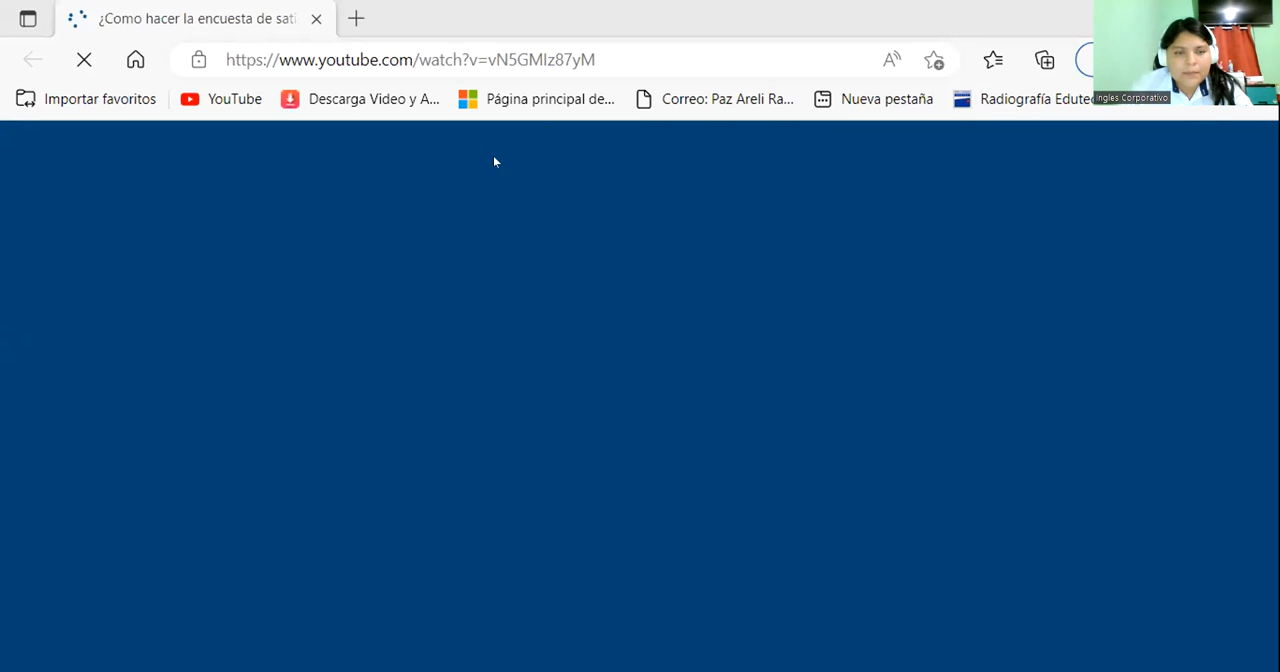 ¿Como hacer la encuesta de sati
https://www.youtube.com/watch?v=vN5GMIz87yM
Importar favoritos
YouTube
Descarga Video y A...
Página principal de...
Correo: Paz Areli Ra...
Nueva pestaña
Radiografía Edutec
Ingles Corporativo